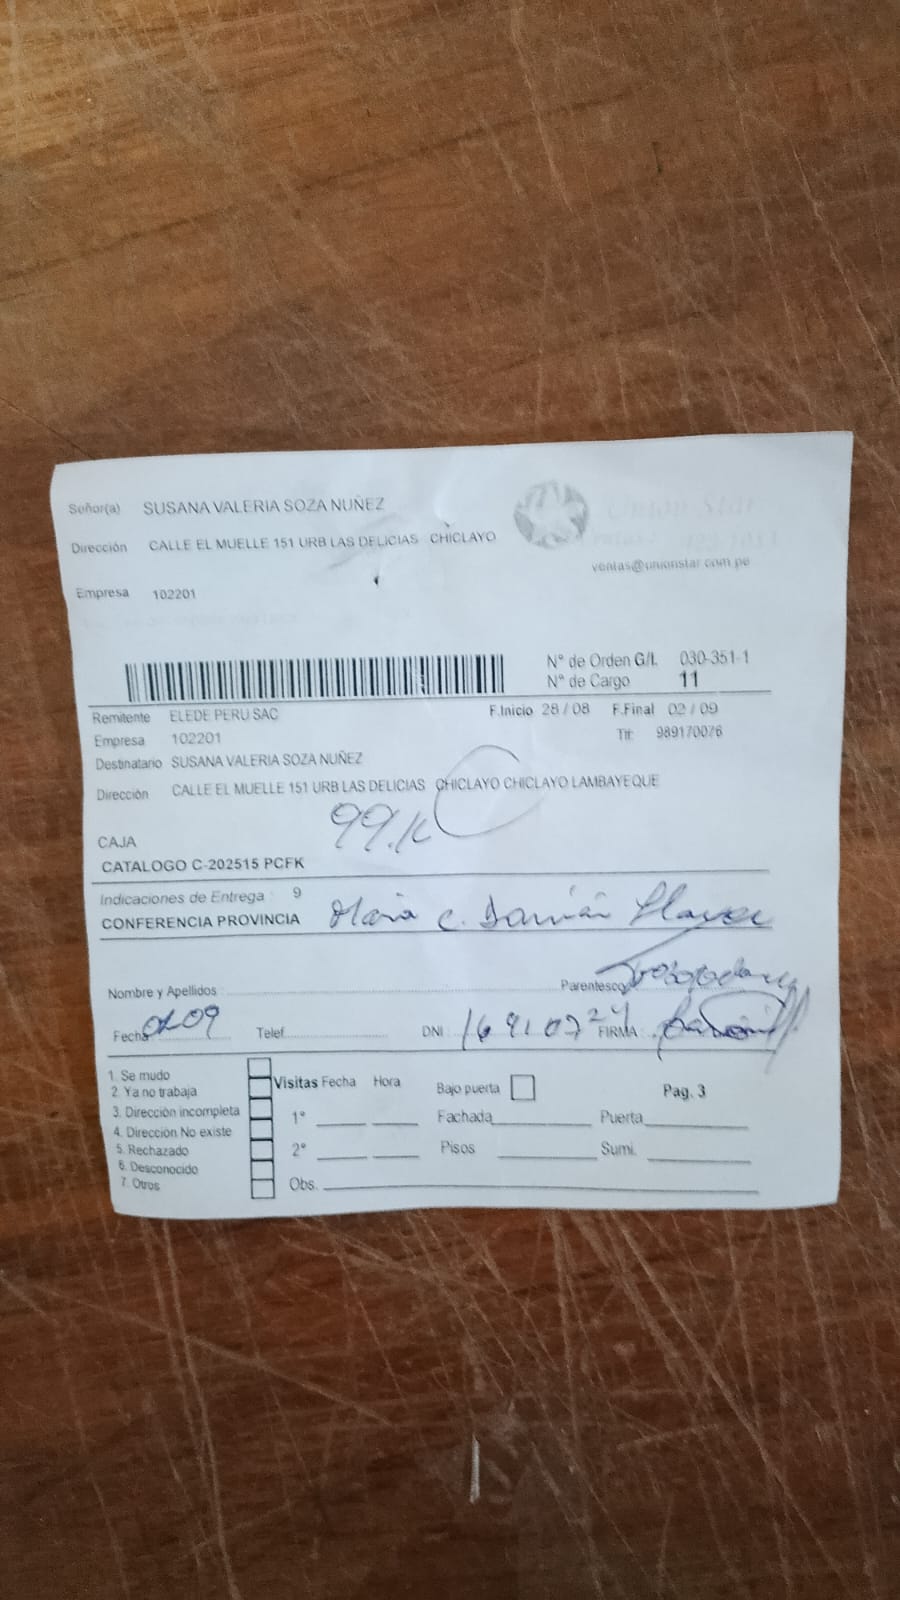 Señor(a) SUSANA VALERIA SOZA NUÑEZ
Dirección CALLE EL MUELLE 151 URB LAS DELICIAS CHICLAYO
Union Star
ventas@unionstar.com.pe
Empresa 102201
N° de Orden G/I. 030-351-1
N° de Cargo 11
Remitente ELEDE PERU SAC F.Inicio 28 / 08 F.Final 02 / 09
Empresa 102201 Tlf: 989170076
Destinatario SUSANA VALERIA SOZA NUÑEZ
Dirección CALLE EL MUELLE 151 URB LAS DELICIAS CHICLAYO CHICLAYO LAMBAYEQUE
99.K
CAJA
CATALOGO C-202515 PCFK
Indicaciones de Entrega : 9
CONFERENCIA PROVINCIA Maria C. Damián
Nombre y Apellidos : Parentesco Trabajadora
Fecha 02-09 Telef. DNI : 16910724 FIRMA :
1. Se mudo
2. Ya no trabaja
3. Dirección incompleta
4. Dirección No existe
5. Rechazado
6. Desconocido
7. Otros
Visitas Fecha Hora Bajo puerta Pag. 3
1° Fachada Puerta
2° Pisos Sumi.
Obs.